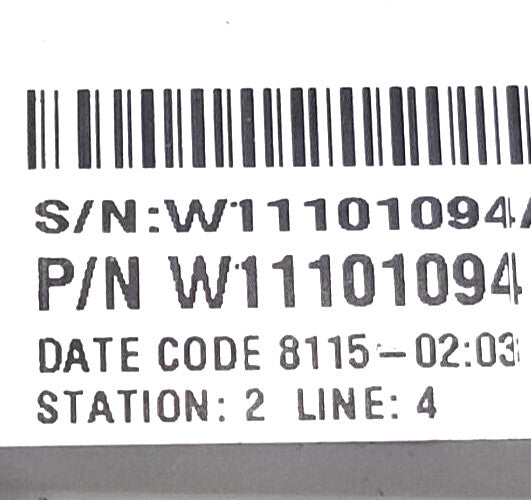 S/N:W11101094
P/N W11101094
DATE CODE 8115-02:03
STATION: 2 LINE: 4